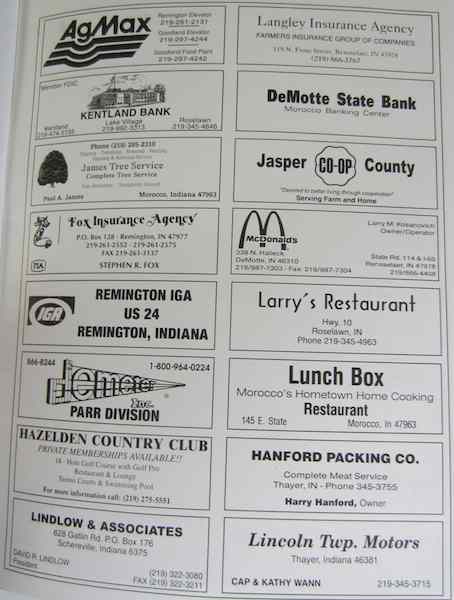 AgMax
Remington Elevator
219-261-2131
Goodland Elevator
219-297-4244
Goodland Food Plant
219-297-4242
Member FDIC
KENTLAND BANK
Lake Village
Kentland
219-992-3313
Roselawn
219-474-5155
219-345-4646
Phone (219) 285-2310
James Tree Service
Complete Tree Service
Paul A. James
Morocco, Indiana 47963
Fox Insurance Agency
P.O. Box 128 - Remington, IN 47977
219-261-2552 - 219-261-2175
FAX 219-261-3137
STEPHEN R. FOX
IGA
REMINGTON IGA
US 24
REMINGTON, INDIANA
866-8244
1-800-964-0224
Inc.
PARR DIVISION
HAZELDEN COUNTRY CLUB
PRIVATE MEMBERSHIPS AVAILABLE!!
18 - Hole Golf Course with Golf Pro
Restaurant & Lounge
Tennis Courts & Swimming Pool
For more information call: (219) 275-5551
LINDLOW & ASSOCIATES
628 Gatlin Rd. P.O. Box 176
Schererville, Indiana 6375
DAVID R. LINDLOW
President
(219) 322-3080
FAX (219) 322-3211
Langley Insurance Agency
FARMERS INSURANCE GROUP OF COMPANIES
119 N. Front Street, Rensselaer, IN 47978
(219) 866-3767
DeMotte State Bank
Morocco Banking Center
Jasper CO-OP County
"Devoted to better living through cooperation"
Serving Farm and Home
McDonalds
Larry M. Kosanovich
Owner/Operator
338 N. Halleck
DeMotte, IN 46310
219/987-7303 - Fax: 219/987-7304
State Rd. 114 & I-65
Rensselaer, IN 47978
219/866-4408
Larry's Restaurant
Hwy. 10
Roselawn, IN
Phone 219-345-4963
Lunch Box
Morocco's Hometown Home Cooking
Restaurant
145 E. State
Morocco, In 47963
HANFORD PACKING CO.
Complete Meat Service
Thayer, IN - Phone 345-3755
Harry Hanford, Owner
Lincoln Twp. Motors
Thayer, Indiana 46381
CAP & KATHY WANN
219-345-3715